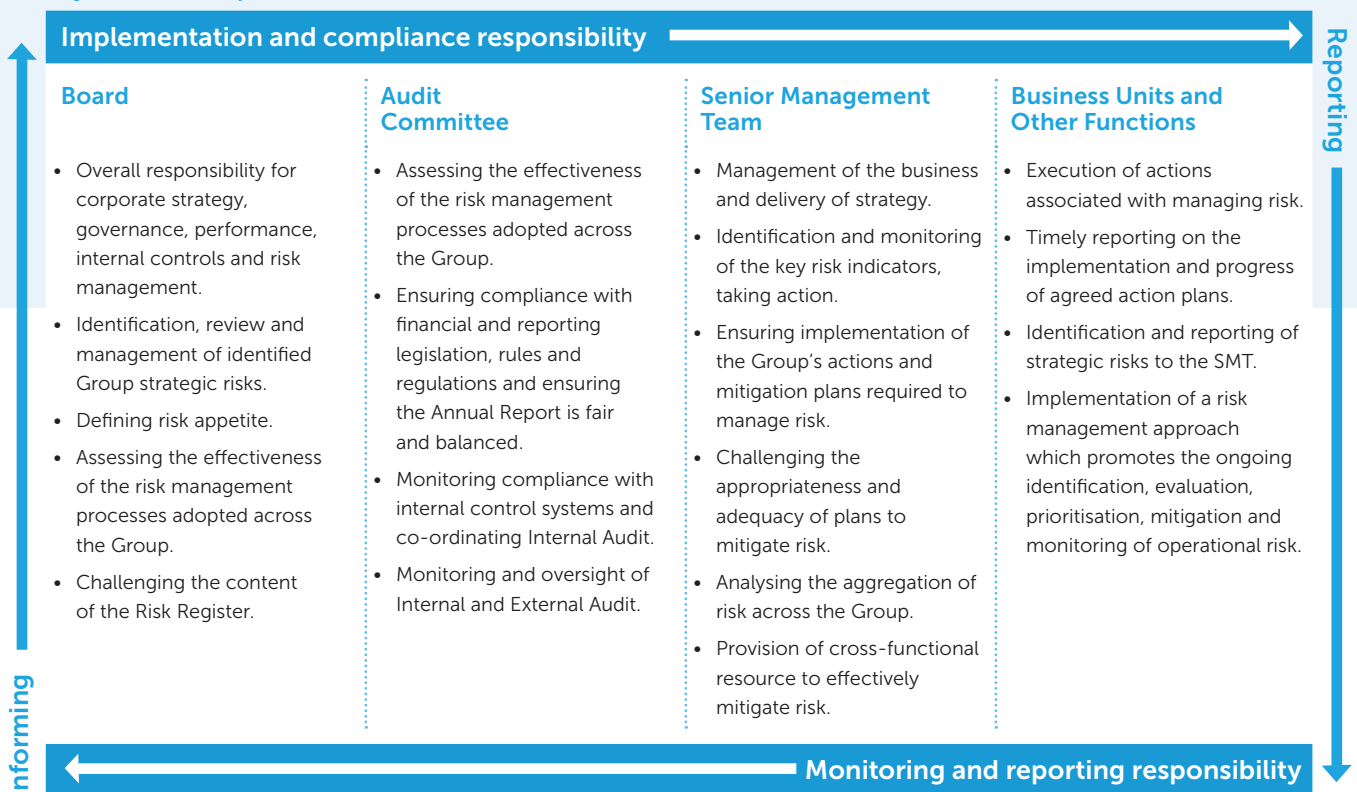 Implementation and compliance responsibility
Reporting
Board
Overall responsibility for
corporate strategy,
governance, performance,
internal controls and risk
management.
Identification, review and
management of identified
Group strategic risks.
Defining risk appetite.
Assessing the effectiveness
of the risk management
processes adopted across
the Group.
Challenging the content
of the Risk Register.
Audit
Committee
Assessing the effectiveness
of the risk management
processes adopted across
the Group.
Ensuring compliance with
financial and reporting
legislation, rules and
regulations and ensuring
the Annual Report is fair
and balanced.
Monitoring compliance with
internal control systems and
co-ordinating Internal Audit.
Monitoring and oversight of
Internal and External Audit.
Senior Management
Team
Management of the business
and delivery of strategy.
Identification and monitoring
of the key risk indicators,
taking action.
Ensuring implementation of
the Group's actions and
mitigation plans required to
manage risk.
Challenging the
appropriateness and
adequacy of plans to
mitigate risk.
Analysing the aggregation of
risk across the Group.
Provision of cross-functional
resource to effectively
mitigate risk.
Business Units and
Other Functions
Execution of actions
associated with managing risk.
Timely reporting on the
implementation and progress
of agreed action plans.
Identification and reporting of
strategic risks to the SMT.
Implementation of a risk
management approach
which promotes the ongoing
identification, evaluation,
prioritisation, mitigation and
monitoring of operational risk.
nforming
Monitoring and reporting responsibility